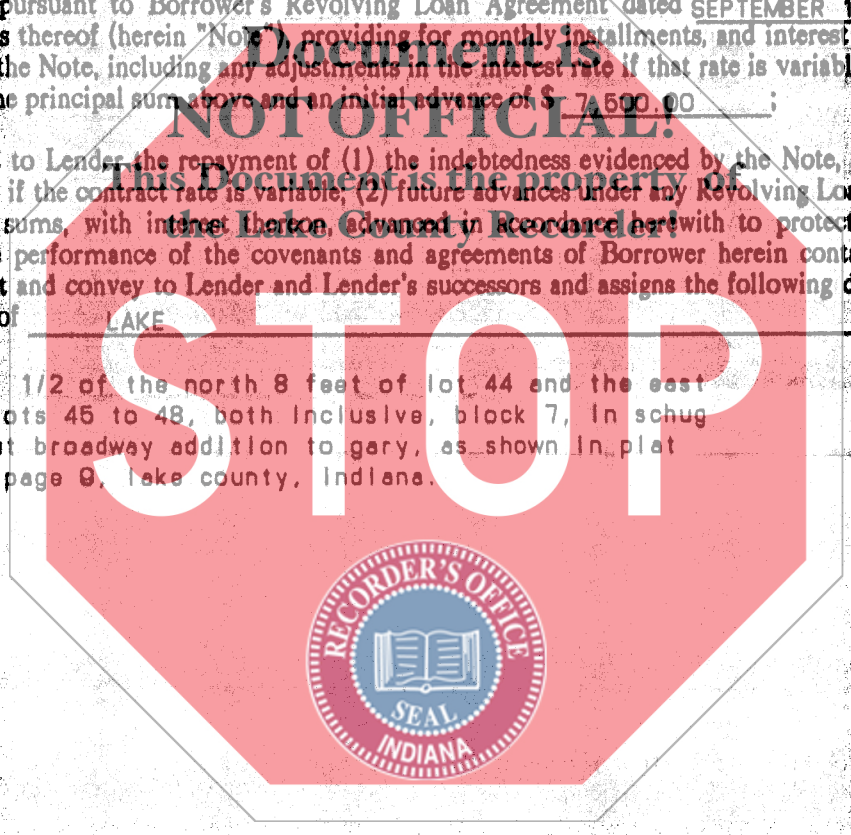 pursuant to Borrower's Revolving Loan Agreement dated SEPTEMBER 1
s thereof (herein "Note"), providing for monthly installments, and interest
the Note, including any adjustments in the interest rate if that rate is variabl
e principal sum above and an initial advance of $ 7,500.00 ;
to Lender the repayment of (1) the indebtedness evidenced by the Note,
if the contract rate is variable, (2) future advances under any Revolving Loa
sums, with interest thereon, advanced in accordance herewith to protect
performance of the covenants and agreements of Borrower herein conta
t and convey to Lender and Lender's successors and assigns the following d
of LAKE
1/2 of the north 8 feet of lot 44 and the east
ots 45 to 48, both inclusive, block 7, in schug
t broadway addition to gary, as shown in plat
page 9, lake county, indiana.
Document is
NOT OFFICIAL!
This Document is the property of
the Lake County Recorder!
STOP
RECORDER'S OFFICE
SEAL
INDIANA